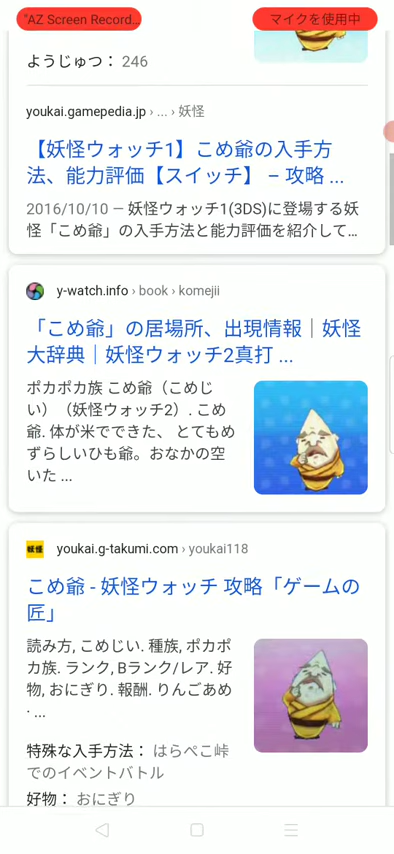 "AZ Screen Record…
マイクを使用中
ようじゅつ： 246
youkai.gamepedia.jp › ... › 妖怪
【妖怪ウォッチ1】こめ爺の入手方
法、能力評価【スイッチ】 – 攻略 ...
2016/10/10 — 妖怪ウォッチ1(3DS)に登場する妖
怪「こめ爺」の入手方法と能力評価を紹介して…
y-watch.info › book › komejii
「こめ爺」の居場所、出現情報｜妖怪
大辞典｜妖怪ウォッチ2真打 ...
ポカポカ族 こめ爺（こめじ
い）（妖怪ウォッチ2）. こめ
爺. 体が米でできた、 とてもめ
ずらしいひも爺。おなかの空
いた ...
妖怪
youkai.g-takumi.com › youkai118
こめ爺 - 妖怪ウォッチ 攻略「ゲームの
匠」
読み方, こめじい. 種族, ポカポ
カ族. ランク, Bランク/レア. 好
物, おにぎり. 報酬. りんごあめ
· ...
特殊な入手方法： はらぺこ峠
でのイベントバトル
好物： おにぎり